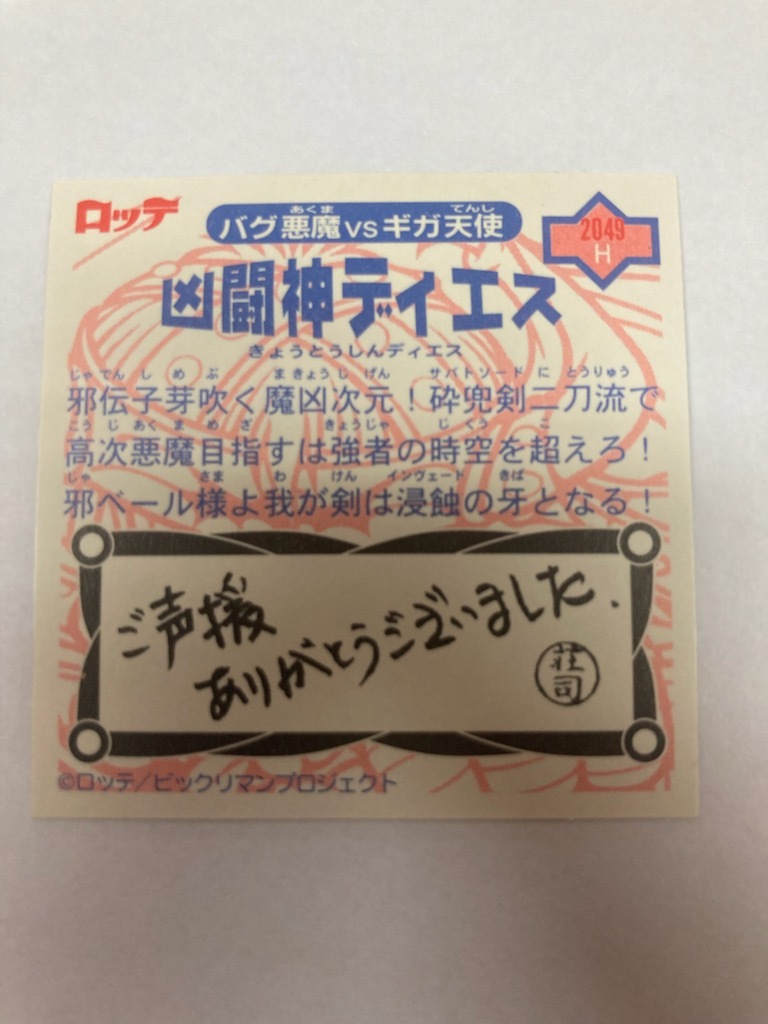 ロッテ
あくま てんし
バグ悪魔vsギガ天使
2049
H
凶闘神ディエス
きょうとうしんディエス
じゃでんしめぶ まきょうじげん サバトソード に とうりゅう
邪伝子芽吹く魔凶次元！砕兜剣二刀流で
こうじあくまめざ きょうじゃ じくう こ
高次悪魔目指すは強者の時空を超えろ！
じゃ さま わ けん インヴェード きば
邪ベール様よ我が剣は浸蝕の牙となる！
ご声援
ありがとうございました.
荘司
©ロッテ/ビックリマンプロジェクト